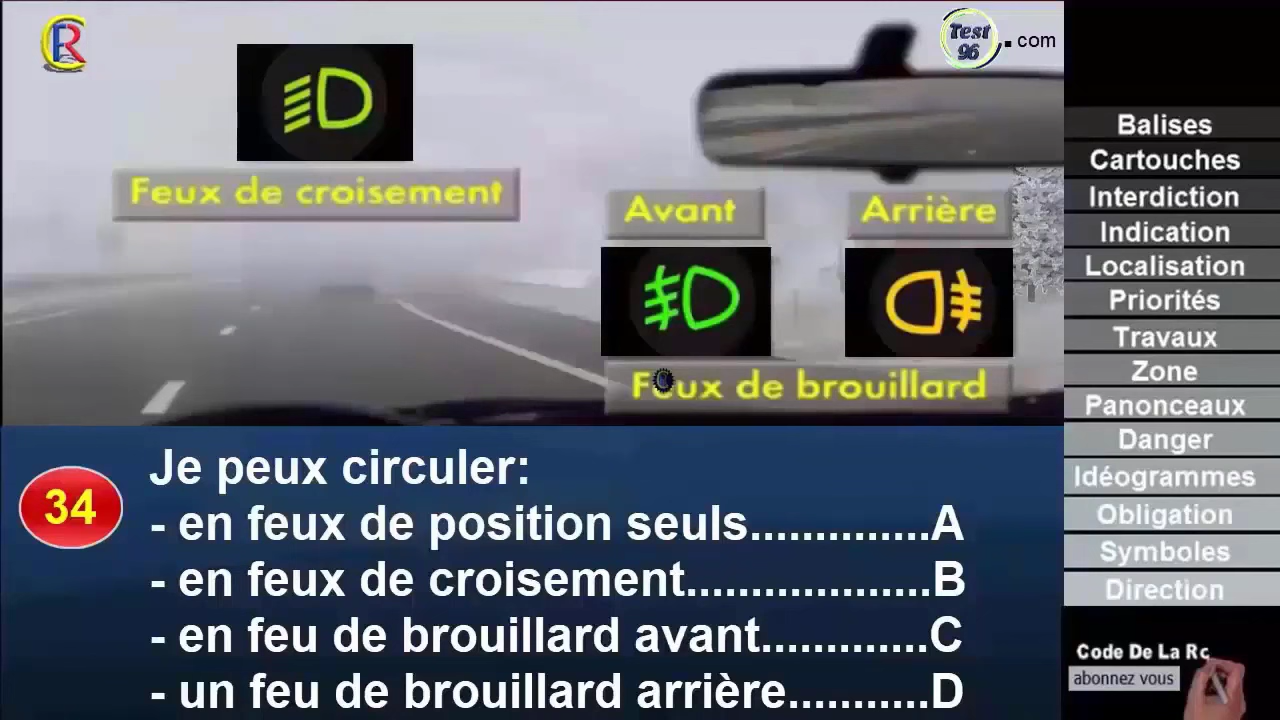 Test
96
.com
Feux de croisement
Avant
Arrière
Feux de brouillard
34
Je peux circuler:
- en feux de position seuls..............A
- en feux de croisement...................B
- en feu de brouillard avant.............C
- un feu de brouillard arrière...........D
Balises
Cartouches
Interdiction
Indication
Localisation
Priorités
Travaux
Zone
Panonceaux
Danger
Idéogrammes
Obligation
Symboles
Direction
Code De La Rc
abonnez vous